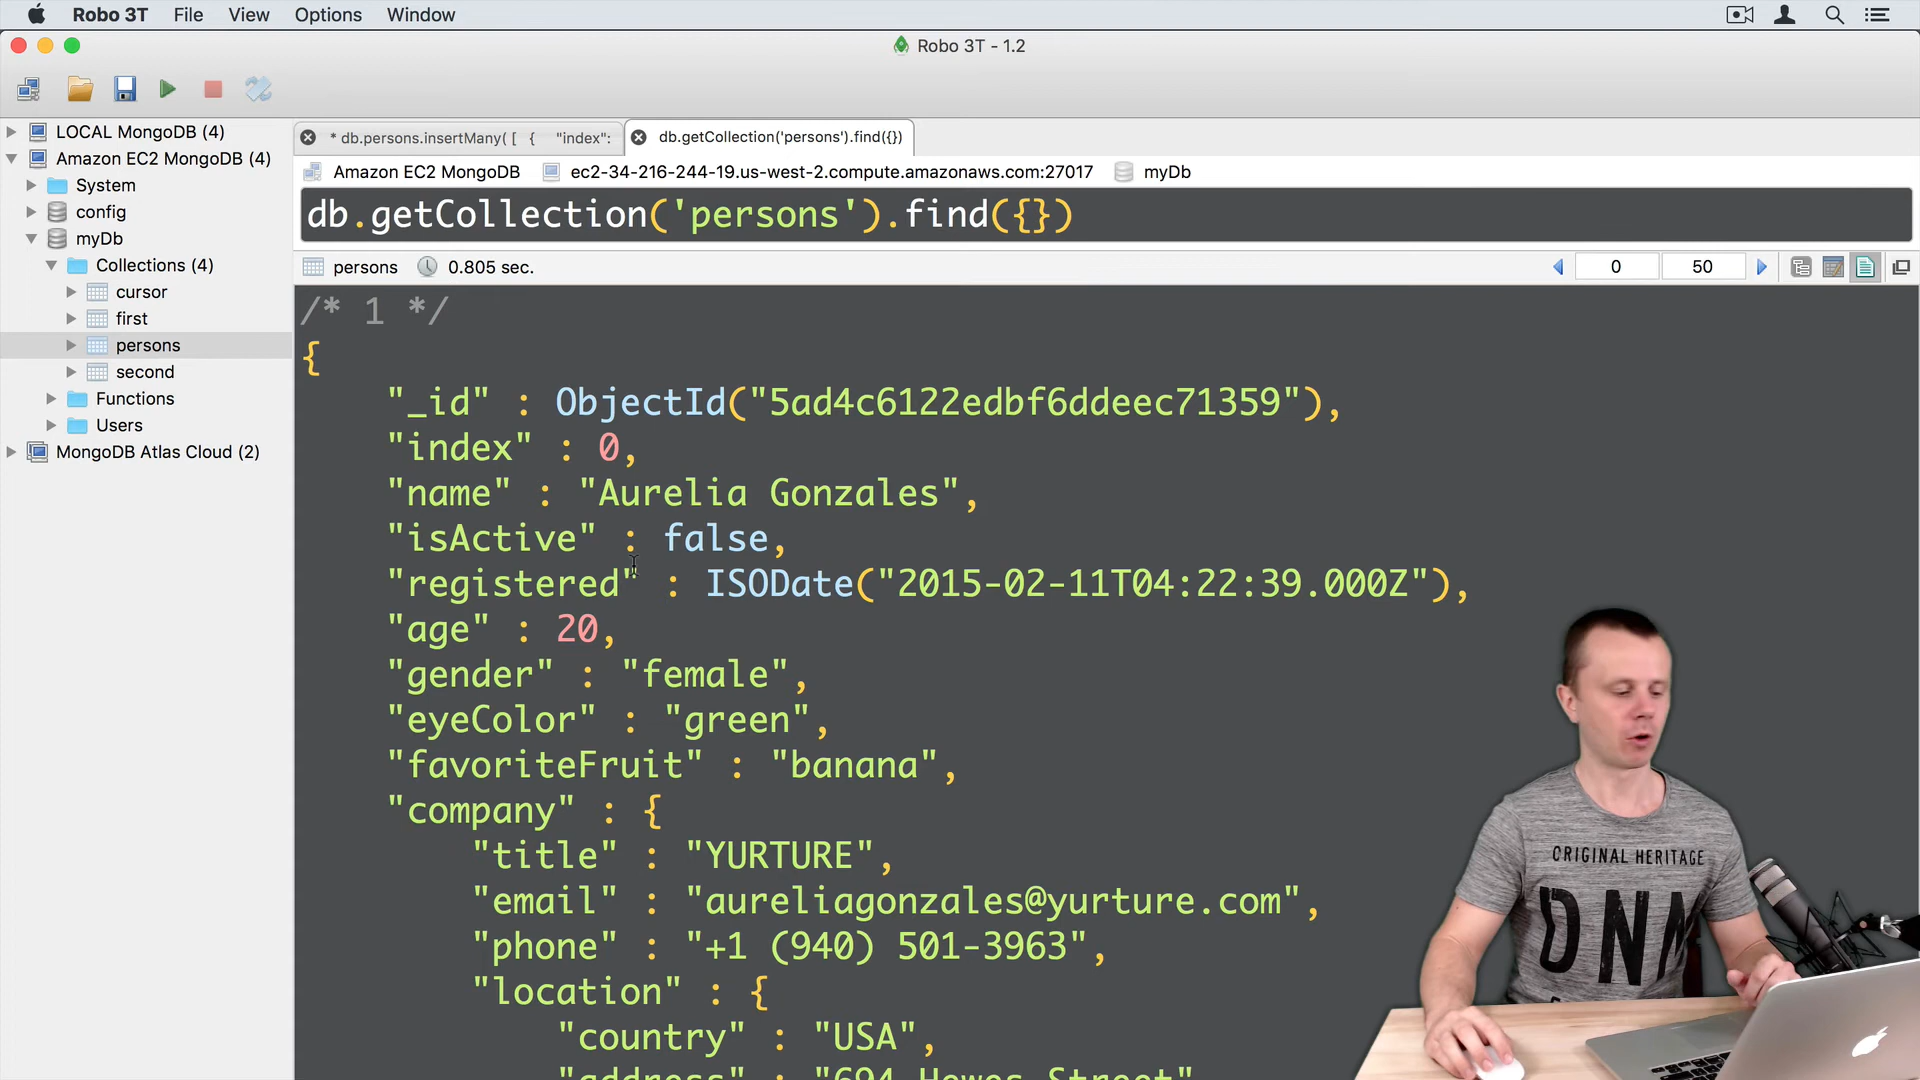 Robo 3T File View Options Window
Robo 3T - 1.2
LOCAL MongoDB (4)
Amazon EC2 MongoDB (4)
System
config
myDb
Collections (4)
cursor
first
persons
second
Functions
Users
MongoDB Atlas Cloud (2)
* db.persons.insertMany( [ { "index":
db.getCollection('persons').find({})
Amazon EC2 MongoDB ec2-34-216-244-19.us-west-2.compute.amazonaws.com:27017 myDb
db.getCollection('persons').find({})
persons 0.805 sec. 0 50
/* 1 */
{
"_id" : ObjectId("5ad4c6122edbf6ddeec71359"),
"index" : 0,
"name" : "Aurelia Gonzales",
"isActive" : false,
"registered" : ISODate("2015-02-11T04:22:39.000Z"),
"age" : 20,
"gender" : "female",
"eyeColor" : "green",
"favoriteFruit" : "banana",
"company" : {
"title" : "YURTURE",
"email" : "aureliagonzales@yurture.com",
"phone" : "+1 (940) 501-3963",
"location" : {
"country" : "USA",
"address" : "694 Hewes Street"
ORIGINAL HERITAGE
DNA